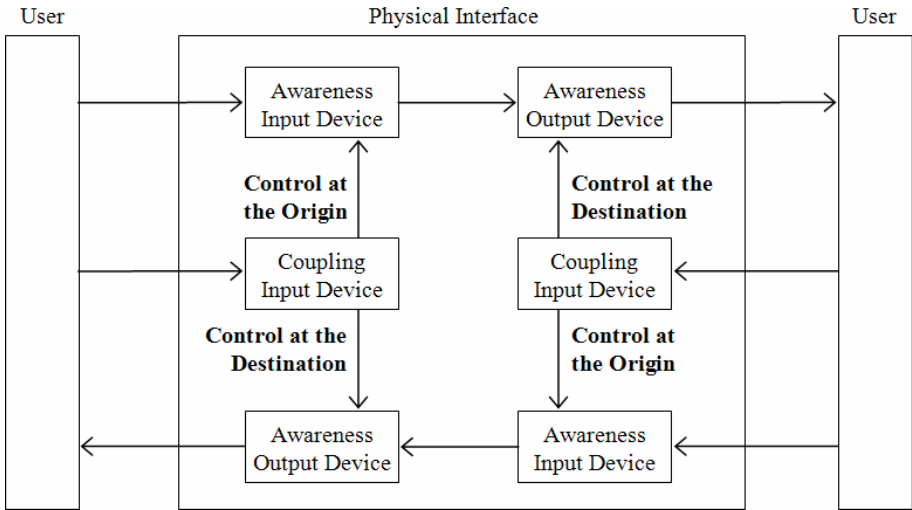 User
Physical Interface
User
Awareness
Input Device
Awareness
Output Device
Control at
the Origin
Control at the
Destination
Coupling
Input Device
Coupling
Input Device
Control at the
Destination
Control at
the Origin
Awareness
Output Device
Awareness
Input Device